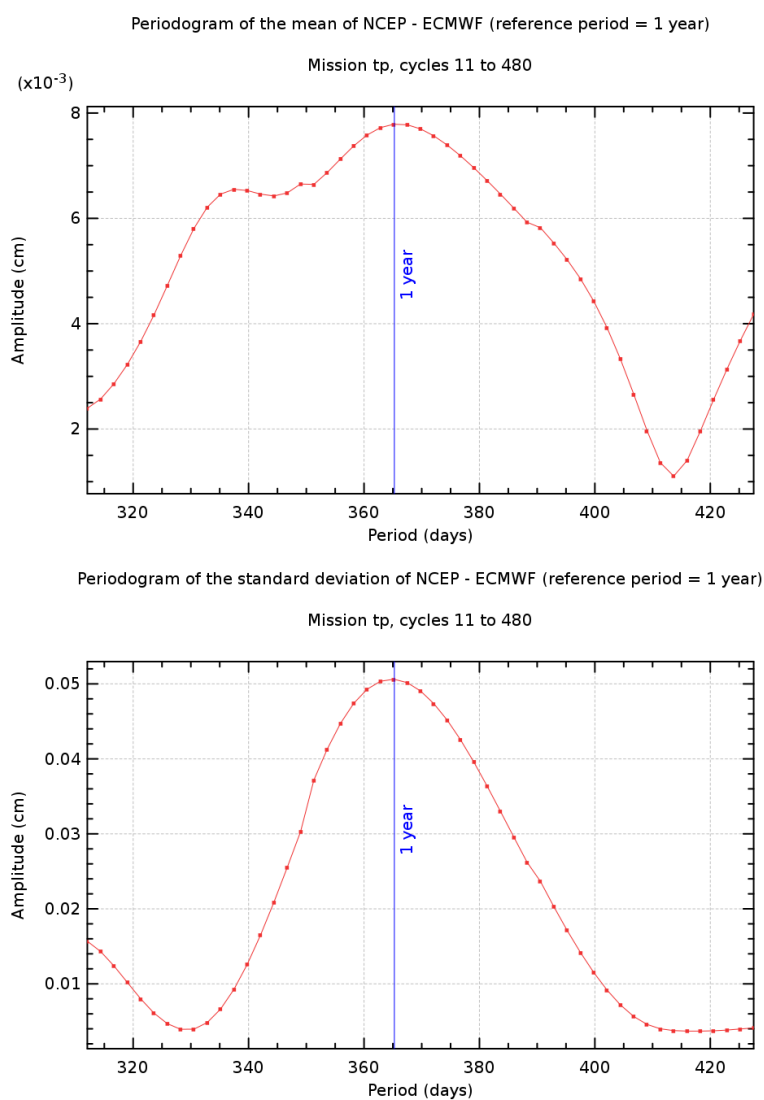 Periodogram of the mean of NCEP - ECMWF (reference period = 1 year)
Mission tp, cycles 11 to 480
(x10-3)
8
6
4
2
Amplitude (cm)
1 year
320 340 360 380 400 420
Period (days)
Periodogram of the standard deviation of NCEP - ECMWF (reference period = 1 year)
Mission tp, cycles 11 to 480
0.05
0.04
0.03
0.02
0.01
Amplitude (cm)
1 year
320 340 360 380 400 420
Period (days)